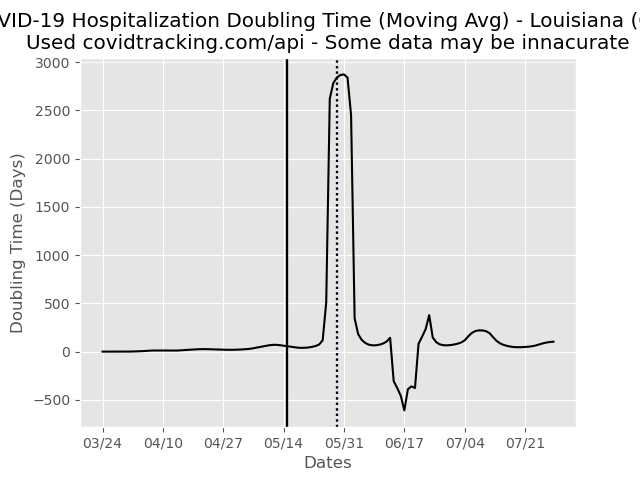 VID-19 Hospitalization Doubling Time (Moving Avg) - Louisiana (
Used covidtracking.com/api - Some data may be innacurate
3000
2500
2000
1500
1000
500
0
−500
Doubling Time (Days)
03/24 04/10 04/27 05/14 05/31 06/17 07/04 07/21
Dates